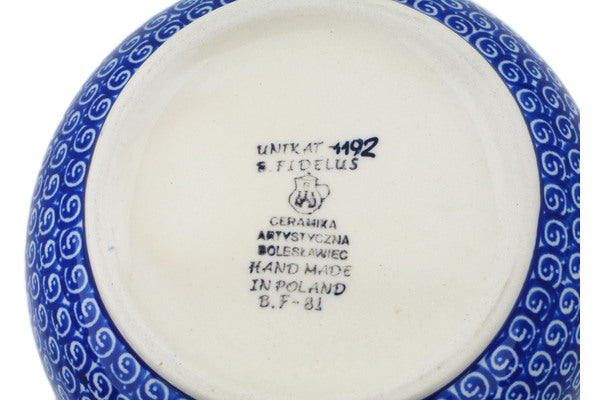 UNIKAT 1192
B. FIDELUS
CERAMIKA
ARTYSTYCZNA
BOLESŁAWIEC
HAND MADE
IN POLAND
B.F-81